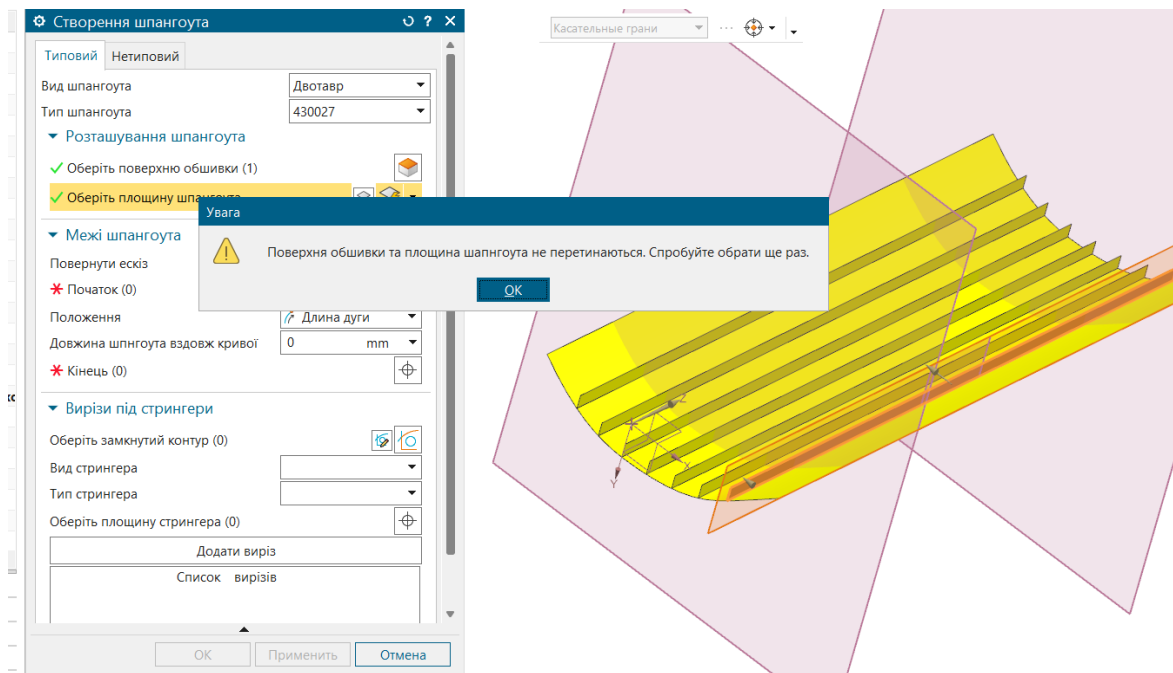 Створення шпангоута
Касательные грани
Типовий Нетиповий
Вид шпангоута Двотавр
Тип шпангоута 430027
Розташування шпангоута
Оберіть поверхню обшивки (1)
Оберіть площину шпангоута
Увага
Поверхня обшивки та площина шапнгоута не перетинаються. Спробуйте обрати ще раз.
OK
Межі шпангоута
Повернути ескіз
Початок (0)
Положення Длина дуги
Довжина шпнгоута вздовж кривої 0 mm
Кінець (0)
Вирізи під стрингери
Оберіть замкнутий контур (0)
Вид стрингера
Тип стрингера
Оберіть площину стрингера (0)
Додати виріз
Список вирізів
ОК Применить Отмена
Z
X
Y